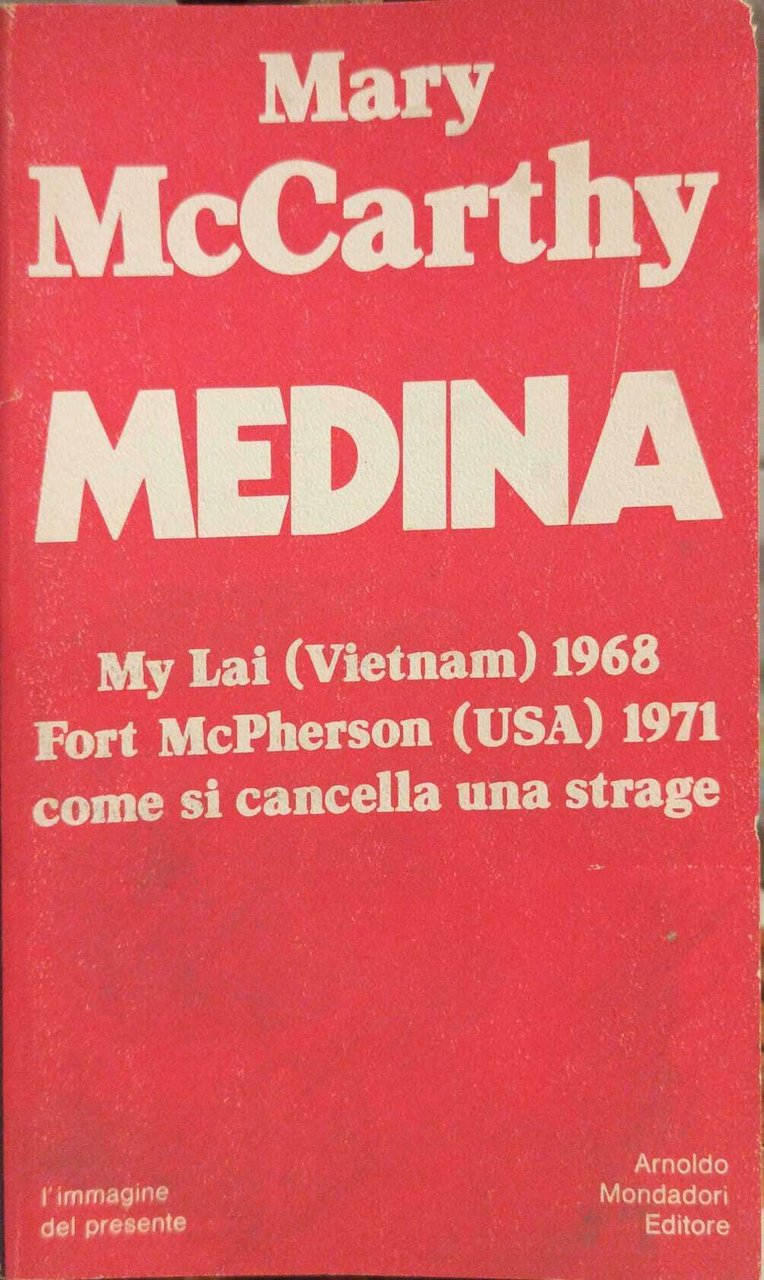 Mary
McCarthy
MEDINA
My Lai (Vietnam) 1968
Fort McPherson (USA) 1971
come si cancella una strage
l'immagine
del presente
Arnoldo
Mondadori
Editore